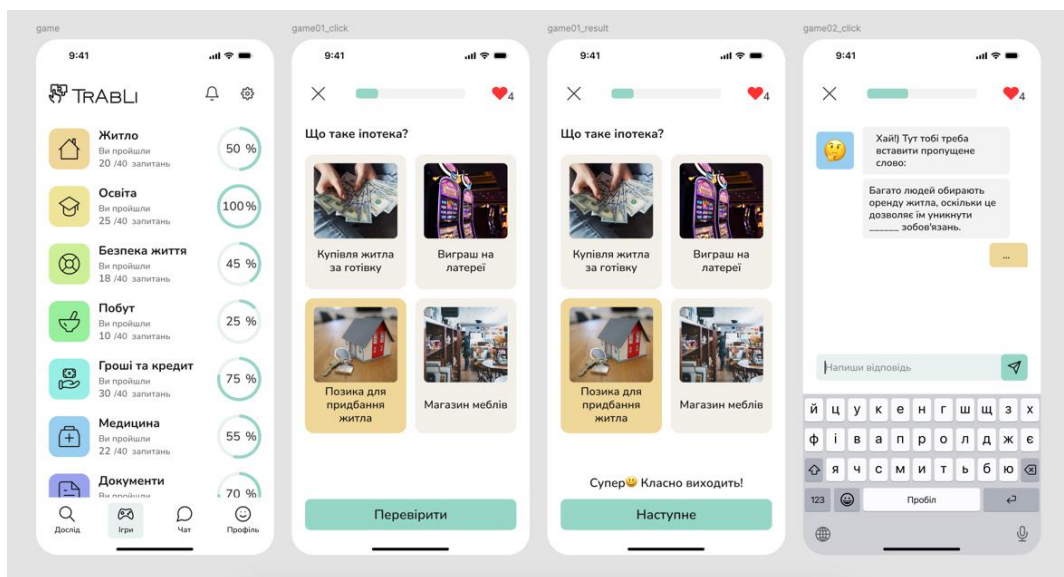 game
9:41
TRABLI
Житло
Ви пройшли
20 /40 запитань
50 %
Освіта
Ви пройшли
25 /40 запитань
100%
Безпека життя
Ви пройшли
18 /40 запитань
45 %
Побут
Ви пройшли
10 /40 запитань
25 %
Гроші та кредит
Ви пройшли
30 /40 запитань
75 %
Медицина
Ви пройшли
22 /40 запитань
55 %
Документи
Ви пройшли
70 %
Дослід
Ігри
Чат
Профіль
game01_click
9:41
4
Що таке іпотека?
Купівля житла
за готівку
Виграш на
латереї
Позика для
придбання
житла
Магазин меблів
Перевірити
game01_result
9:41
4
Що таке іпотека?
Купівля житла
за готівку
Виграш на
латереї
Позика для
придбання
житла
Магазин меблів
Супер😃 Класно виходить!
Наступне
game02_click
9:41
4
Хай!) Тут тобі треба
вставити пропущене
слово:
Багато людей обирають
оренду житла, оскільки це
дозволяє їм уникнути
______ зобов'язань.
...
Напиши відповідь
й ц у к е н г ш щ з х
ф і в а п р о л д ж є
я ч с м и т ь б ю
123
Пробіл